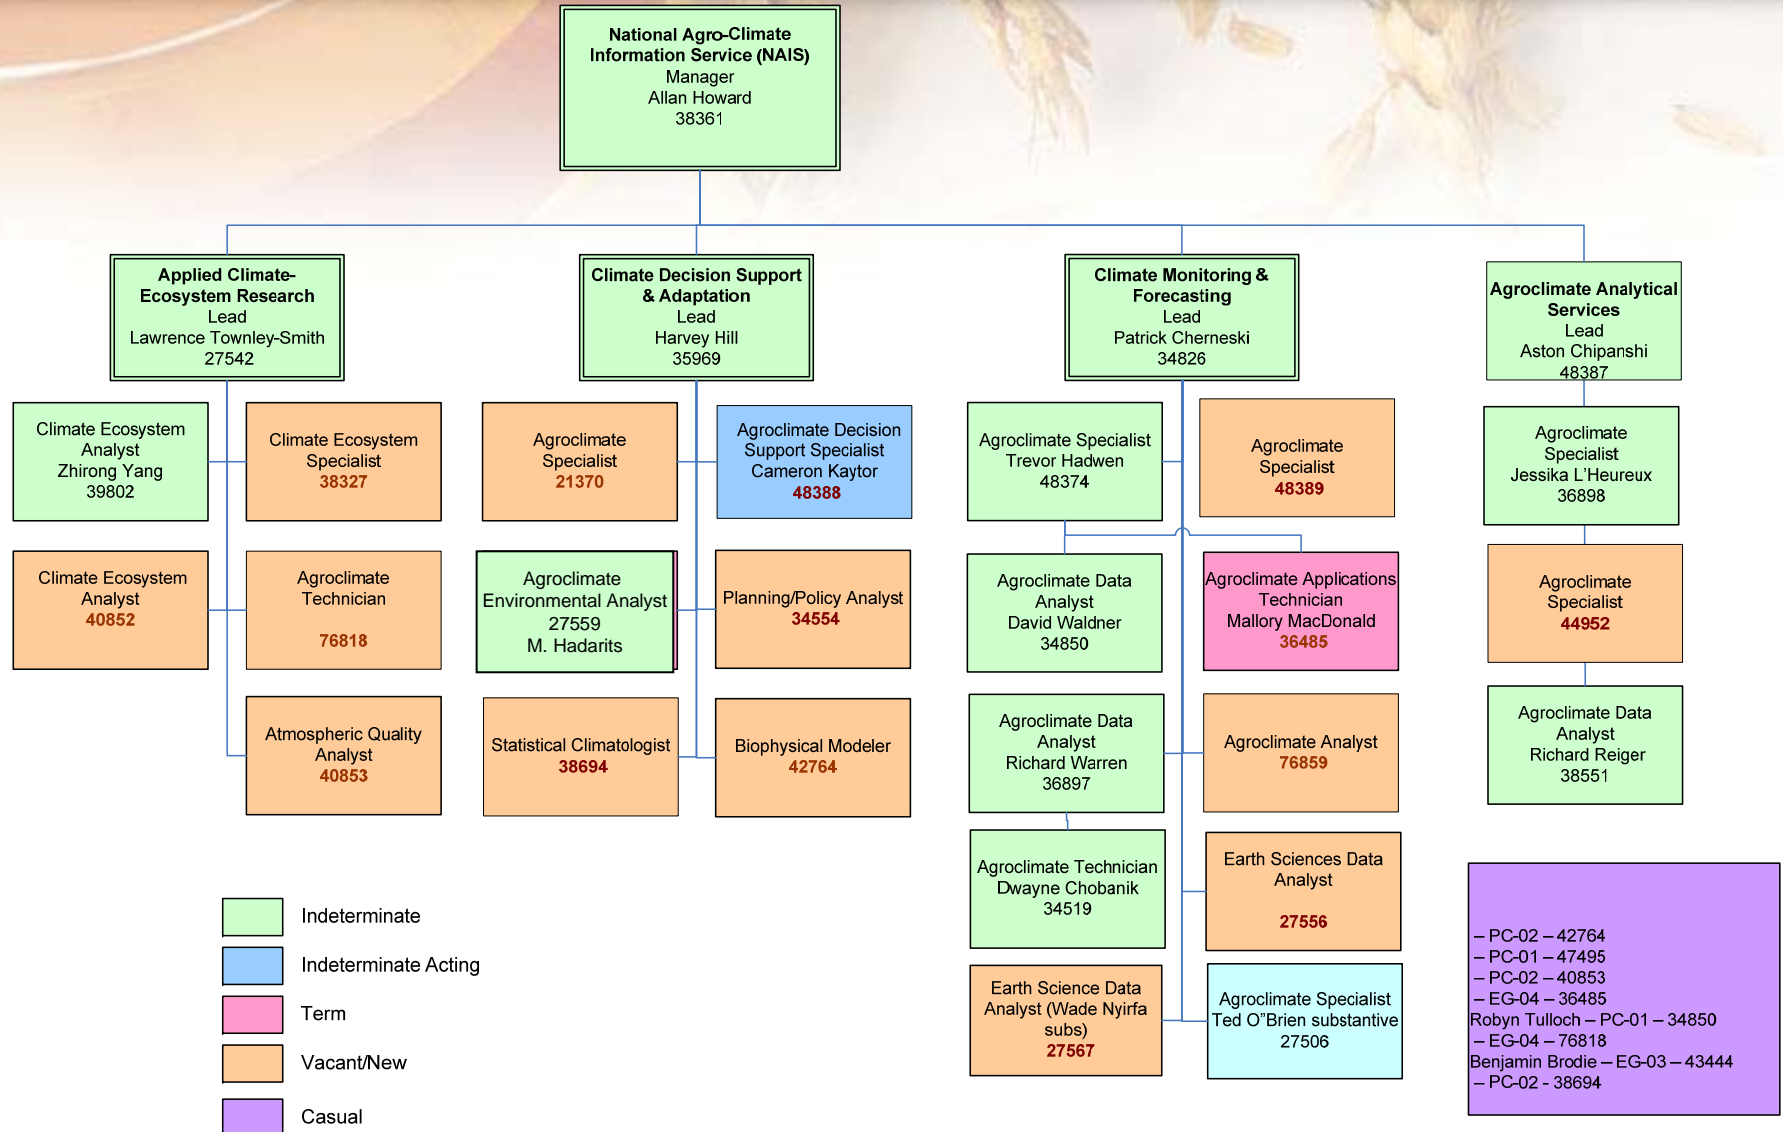 National Agro-Climate
Information Service (NAIS)
Manager
Allan Howard
38361
Applied Climate-
Ecosystem Research
Lead
Lawrence Townley-Smith
27542
Climate Decision Support
& Adaptation
Lead
Harvey Hill
35969
Climate Monitoring &
Forecasting
Lead
Patrick Cherneski
34826
Agroclimate Analytical
Services
Lead
Aston Chipanshi
48387
Climate Ecosystem
Analyst
Zhirong Yang
39802
Climate Ecosystem
Specialist
38327
Agroclimate
Specialist
21370
Agroclimate Decision
Support Specialist
Cameron Kaytor
48388
Agroclimate Specialist
Trevor Hadwen
48374
Agroclimate
Specialist
48389
Agroclimate
Specialist
Jessika L'Heureux
36898
Climate Ecosystem
Analyst
40852
Agroclimate
Technician
76818
Agroclimate
Environmental Analyst
27559
M. Hadarits
Planning/Policy Analyst
34554
Agroclimate Data
Analyst
David Waldner
34850
Agroclimate Applications
Technician
Mallory MacDonald
36485
Agroclimate
Specialist
44952
Atmospheric Quality
Analyst
40853
Statistical Climatologist
38694
Biophysical Modeler
42764
Agroclimate Data
Analyst
Richard Warren
36897
Agroclimate Analyst
76859
Agroclimate Data
Analyst
Richard Reiger
38551
Agroclimate Technician
Dwayne Chobanik
34519
Earth Sciences Data
Analyst
27556
Earth Science Data
Analyst (Wade Nyirfa
subs)
27567
Agroclimate Specialist
Ted O"Brien substantive
27506
Indeterminate
Indeterminate Acting
Term
Vacant/New
Casual
– PC-02 – 42764
– PC-01 – 47495
– PC-02 – 40853
– EG-04 – 36485
Robyn Tulloch – PC-01 – 34850
– EG-04 – 76818
Benjamin Brodie – EG-03 – 43444
– PC-02 - 38694